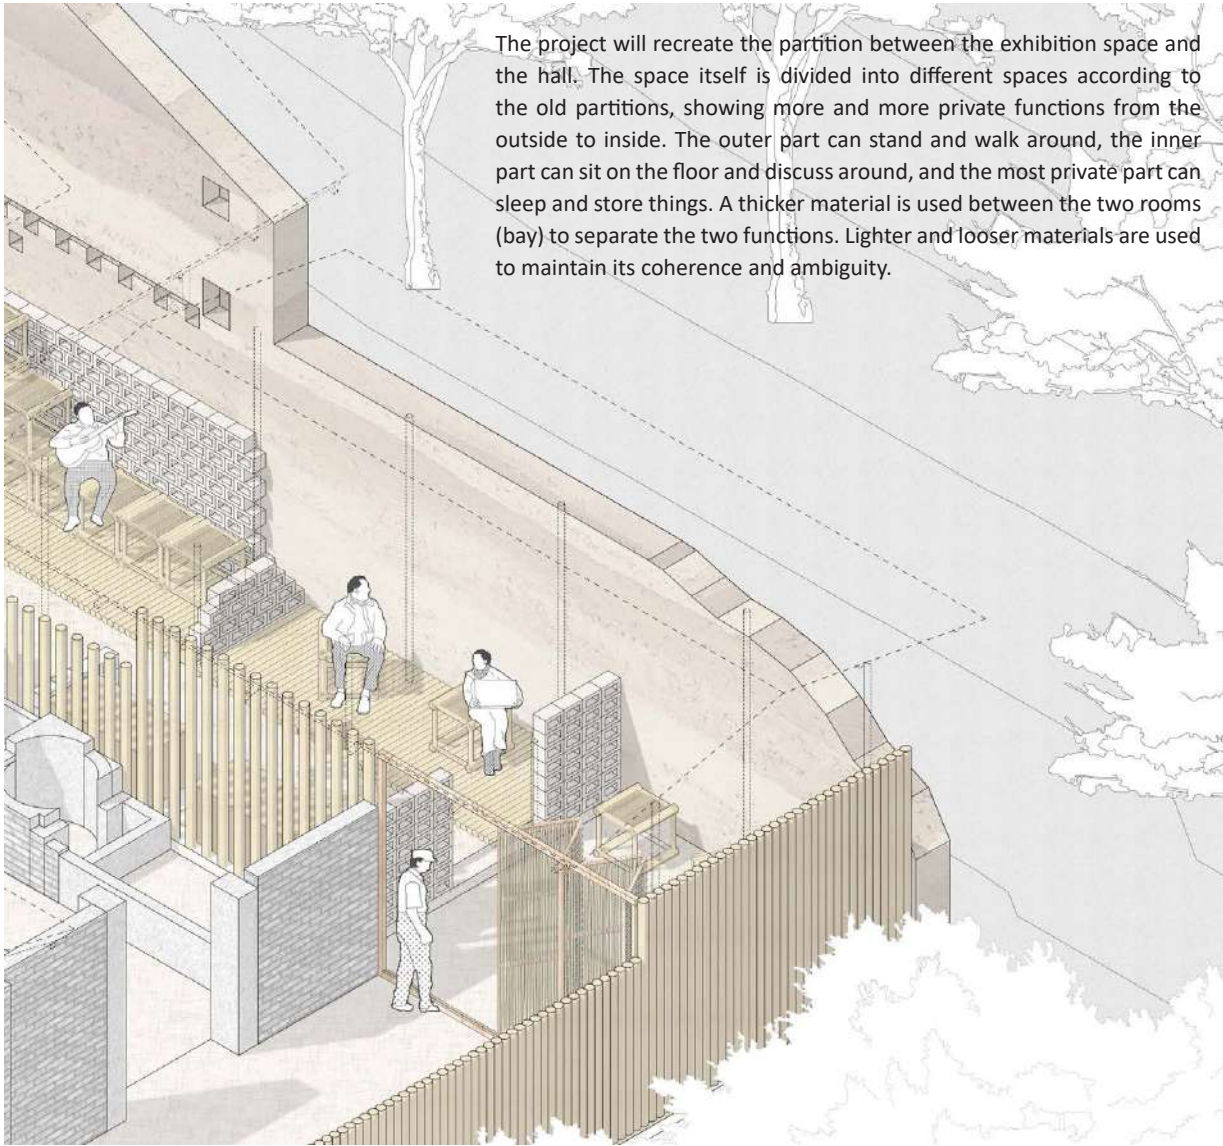 The project will recreate the partition between the exhibition space and
the hall. The space itself is divided into different spaces according to
the old partitions, showing more and more private functions from the
outside to inside. The outer part can stand and walk around, the inner
part can sit on the floor and discuss around, and the most private part can
sleep and store things. A thicker material is used between the two rooms
(bay) to separate the two functions. Lighter and looser materials are used
to maintain its coherence and ambiguity.